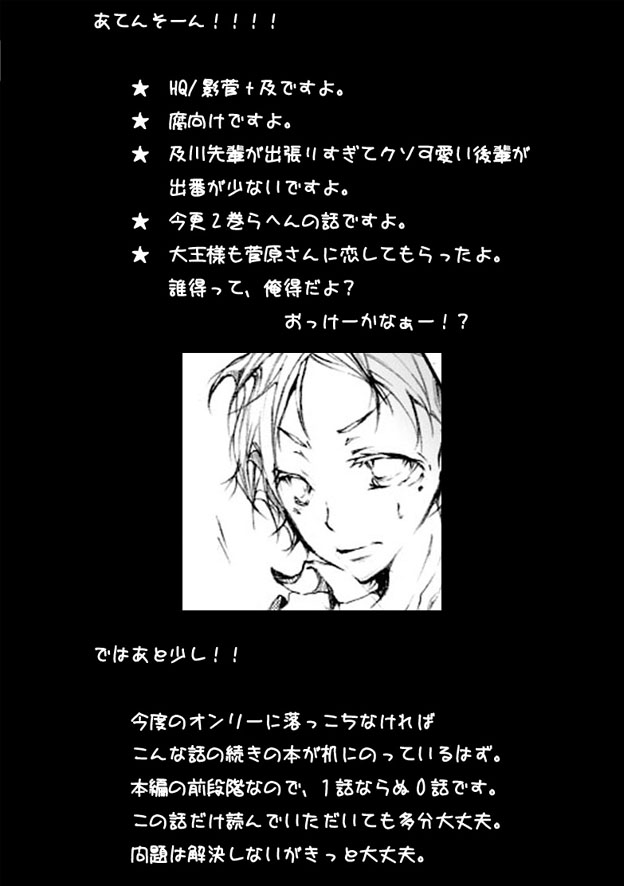 あてんそーん！！！！
★ HQ/影菅＋及ですよ。
★ 腐向けですよ。
★ 及川先輩が出張りすぎてクソ可愛い後輩が
出番が少ないですよ。
★ 今更２巻らへんの話ですよ。
★ 大王様も菅原さんに恋してもらったよ。
誰得って、俺得だよ？
おっけーかなぁー！？
ではあと少し！！
今度のオンリーに落っこちなければ
こんな話の続きの本が机にのっているはず。
本編の前段階なので、１話ならぬ０話です。
この話だけ読んでいただいても多分大丈夫。
問題は解決しないがきっと大丈夫。